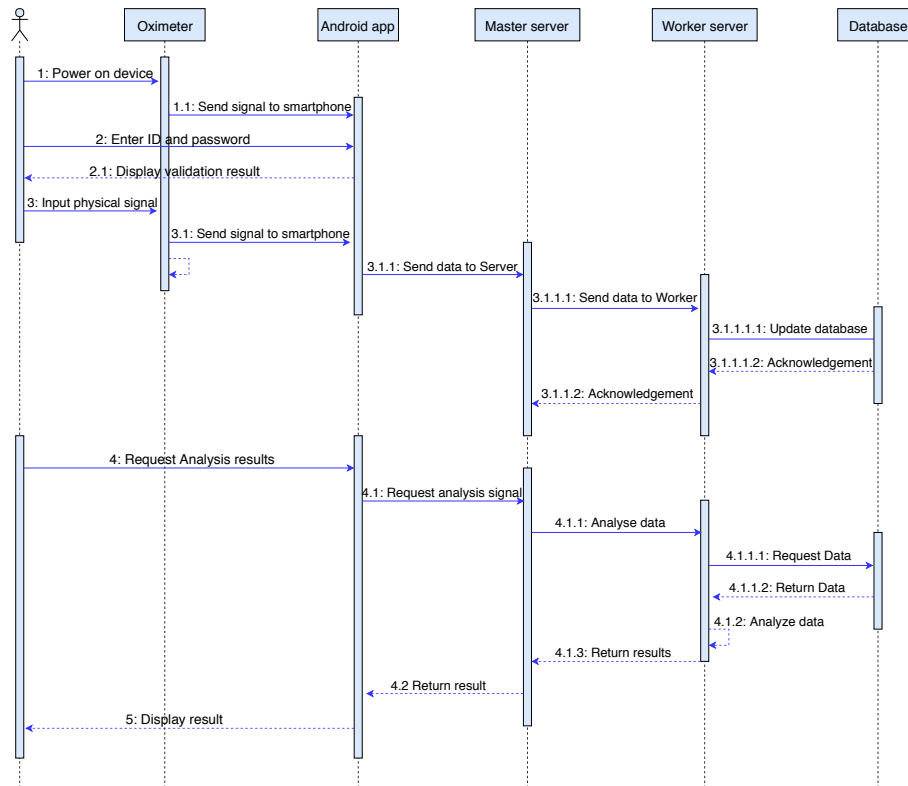 Oximeter
Android app
Master server
Worker server
Database
1: Power on device
1.1: Send signal to smartphone
2: Enter ID and password
2.1: Display validation result
3: Input physical signal
3.1: Send signal to smartphone
3.1.1: Send data to Server
3.1.1.1: Send data to Worker
3.1.1.1.1: Update database
3.1.1.1.2: Acknowledgement
3.1.1.2: Acknowledgement
4: Request Analysis results
4.1: Request analysis signal
4.1.1: Analyse data
4.1.1.1: Request Data
4.1.1.2: Return Data
4.1.2: Analyze data
4.1.3: Return results
4.2 Return result
5: Display result